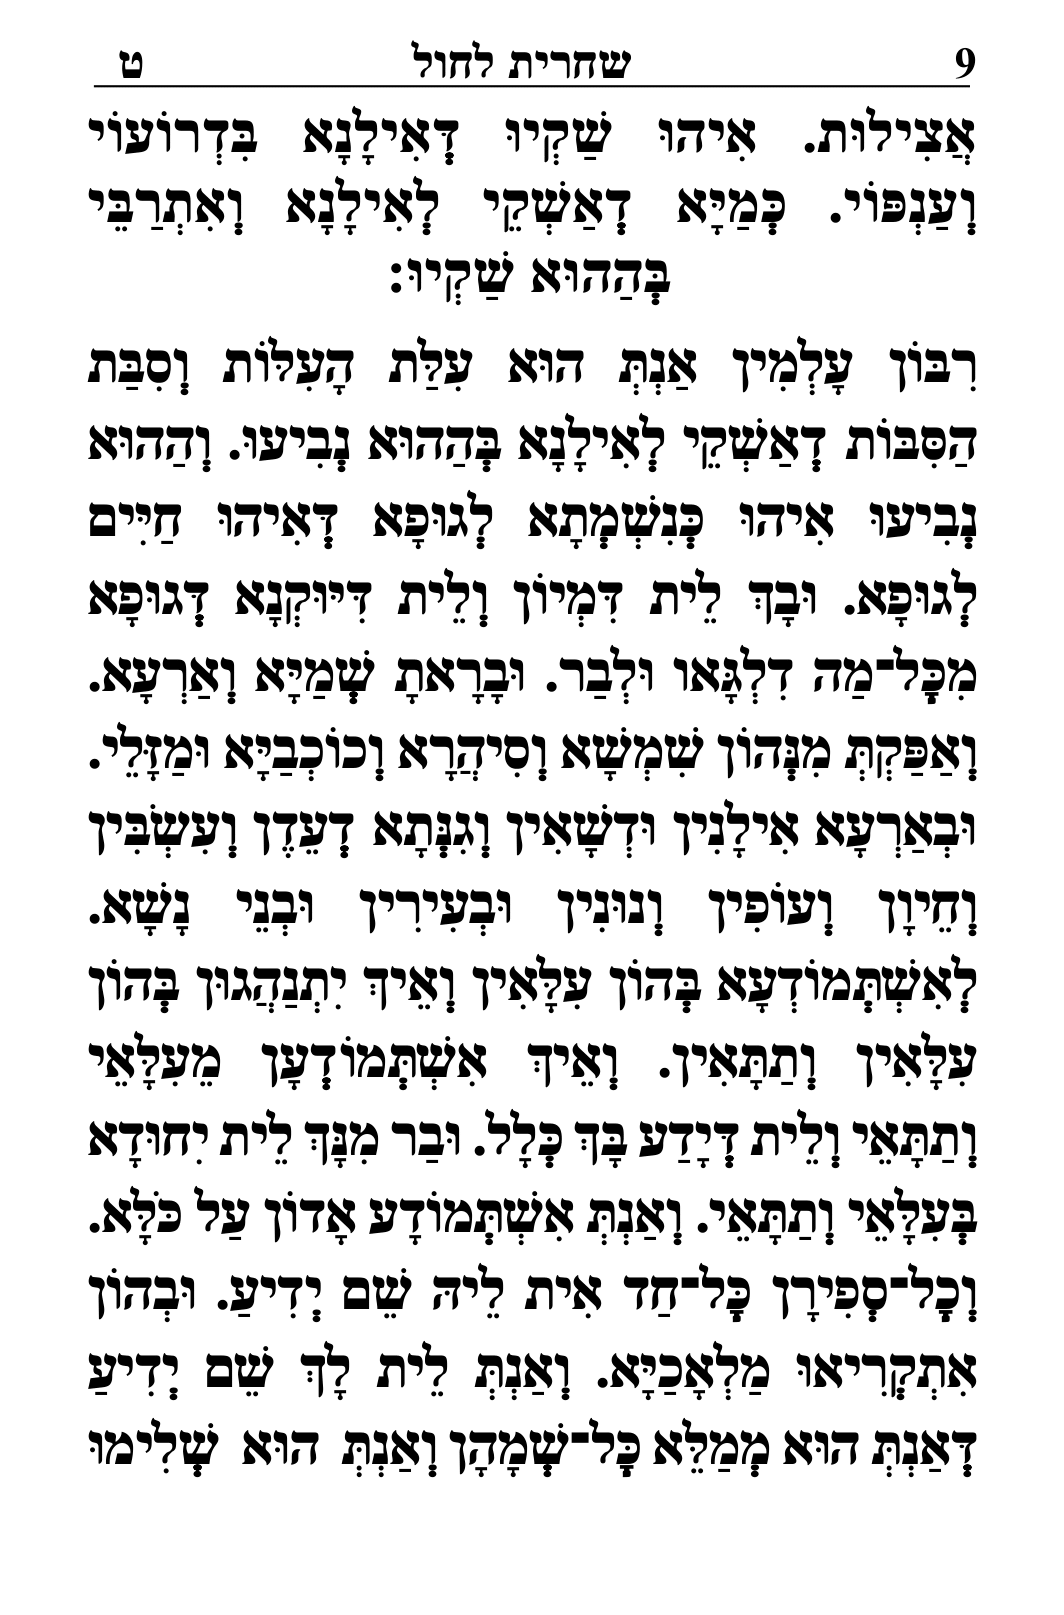 9 שחרית לחול ט
אֲצִילוּת. אִיהוּ שַׁקְיוּ דְּאִילָנָא בִּדְרוֹעוֹי
וְעַנְפּוֹי. כְּמַיָּא דְאַשְׁקֵי לְאִילָנָא וְאִתְרַבֵּי
בְּהַהוּא שַׁקְיוּ:
רִבּוֹן עָלְמִין אַנְתְּ הוּא עִלַּת הָעִלּוֹת וְסִבַּת
הַסִּבּוֹת דְאַשְׁקֵי לְאִילָנָא בְּהַהוּא נְבִיעוּ. וְהַהוּא
נְבִיעוּ אִיהוּ כְּנִשְׁמְתָא לְגוּפָא דְּאִיהוּ חַיִּים
לְגוּפָא. וּבָךְ לֵית דִּמְיוֹן וְלֵית דִּיּוּקְנָא דְּגוּפָא
מִכָּל־מַה דִלְגָּאו וּלְבַר. וּבָרָאתָ שְׁמַיָּא וְאַרְעָא.
וְאַפַּקְתְּ מִנְּהוֹן שִׁמְשָׁא וְסִיהֲרָא וְכוֹכְבַיָּא וּמַזָּלֵי.
וּבְאַרְעָא אִילָנִין וּדְשָׁאִין וְגִנְּתָא דְעֵדֶן וְעִשְׂבִּין
וְחֵיוָן וְעוֹפִין וְנוּנִין וּבְעִירִין וּבְנֵי נָשָׁא.
לְאִשְׁתְּמוֹדְעָא בְּהוֹן עִלָּאִין וְאֵיךְ יִתְנַהֲגוּן בְּהוֹן
עִלָּאִין וְתַתָּאִין. וְאֵיךְ אִשְׁתְּמוֹדְעָן מֵעִלָּאֵי
וְתַתָּאֵי וְלֵית דְּיָדַע בָּךְ כְּלָל. וּבַר מִנָּךְ לֵית יִחוּדָא
בְּעִלָּאֵי וְתַתָּאֵי. וְאַנְתְּ אִשְׁתְּמוֹדָע אָדוֹן עַל כֹּלָּא.
וְכָל־סְפִירָן כָּל־חַד אִית לֵיהּ שֵׁם יְדִיעַ. וּבְהוֹן
אִתְקְרִיאוּ מַלְאָכַיָּא. וְאַנְתְּ לֵית לָךְ שֵׁם יְדִיעַ
דְּאַנְתְּ הוּא מְמַלֵּא כָּל־שְׁמָהָן וְאַנְתְּ הוּא שְׁלִימוּ